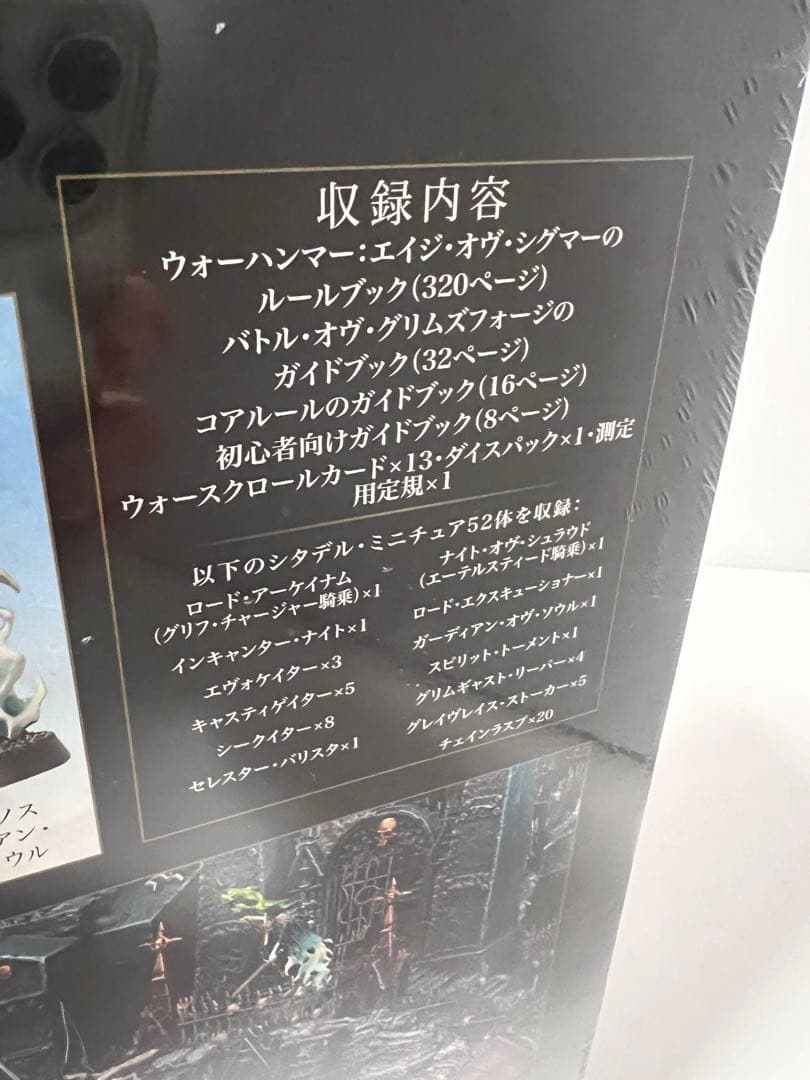 収録内容
ウォーハンマー：エイジ・オヴ・シグマーの
ルールブック（320ページ）
バトル・オヴ・グリムズフォージの
ガイドブック（32ページ）
コアルールのガイドブック（16ページ）
初心者向けガイドブック（8ページ）
ウォースクロールカード×13・ダイスパック×1・測定
用定規×1
以下のシタデル・ミニチュア52体を収録：
ロード・アーケイナム
（グリフ・チャージャー騎乗）×1
インキャンター・ナイト×1
エヴォケイター×3
キャスティゲイター×5
シークイター×8
セレスター・バリスタ×1
ナイト・オヴ・シュラウド
（エーテルスティード騎乗）×1
ロード・エクスキューショナー×1
ガーディアン・オヴ・ソウル×1
スピリット・トーメント×1
グリムギャスト・リーパー×4
グレイヴレイス・ストーカー×5
チェインラスプ×20
ノス
アン・
ウル